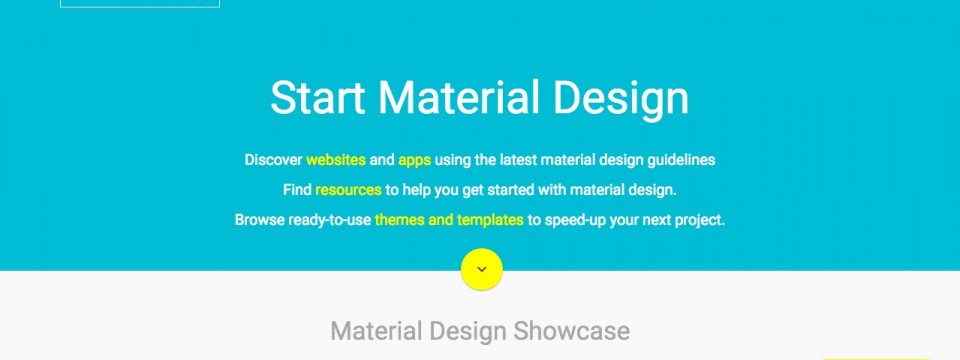 Start Material Design
Discover websites and apps using the latest material design guidelines
Find resources to help you get started with material design.
Browse ready-to-use themes and templates to speed-up your next project.
Material Design Showcase